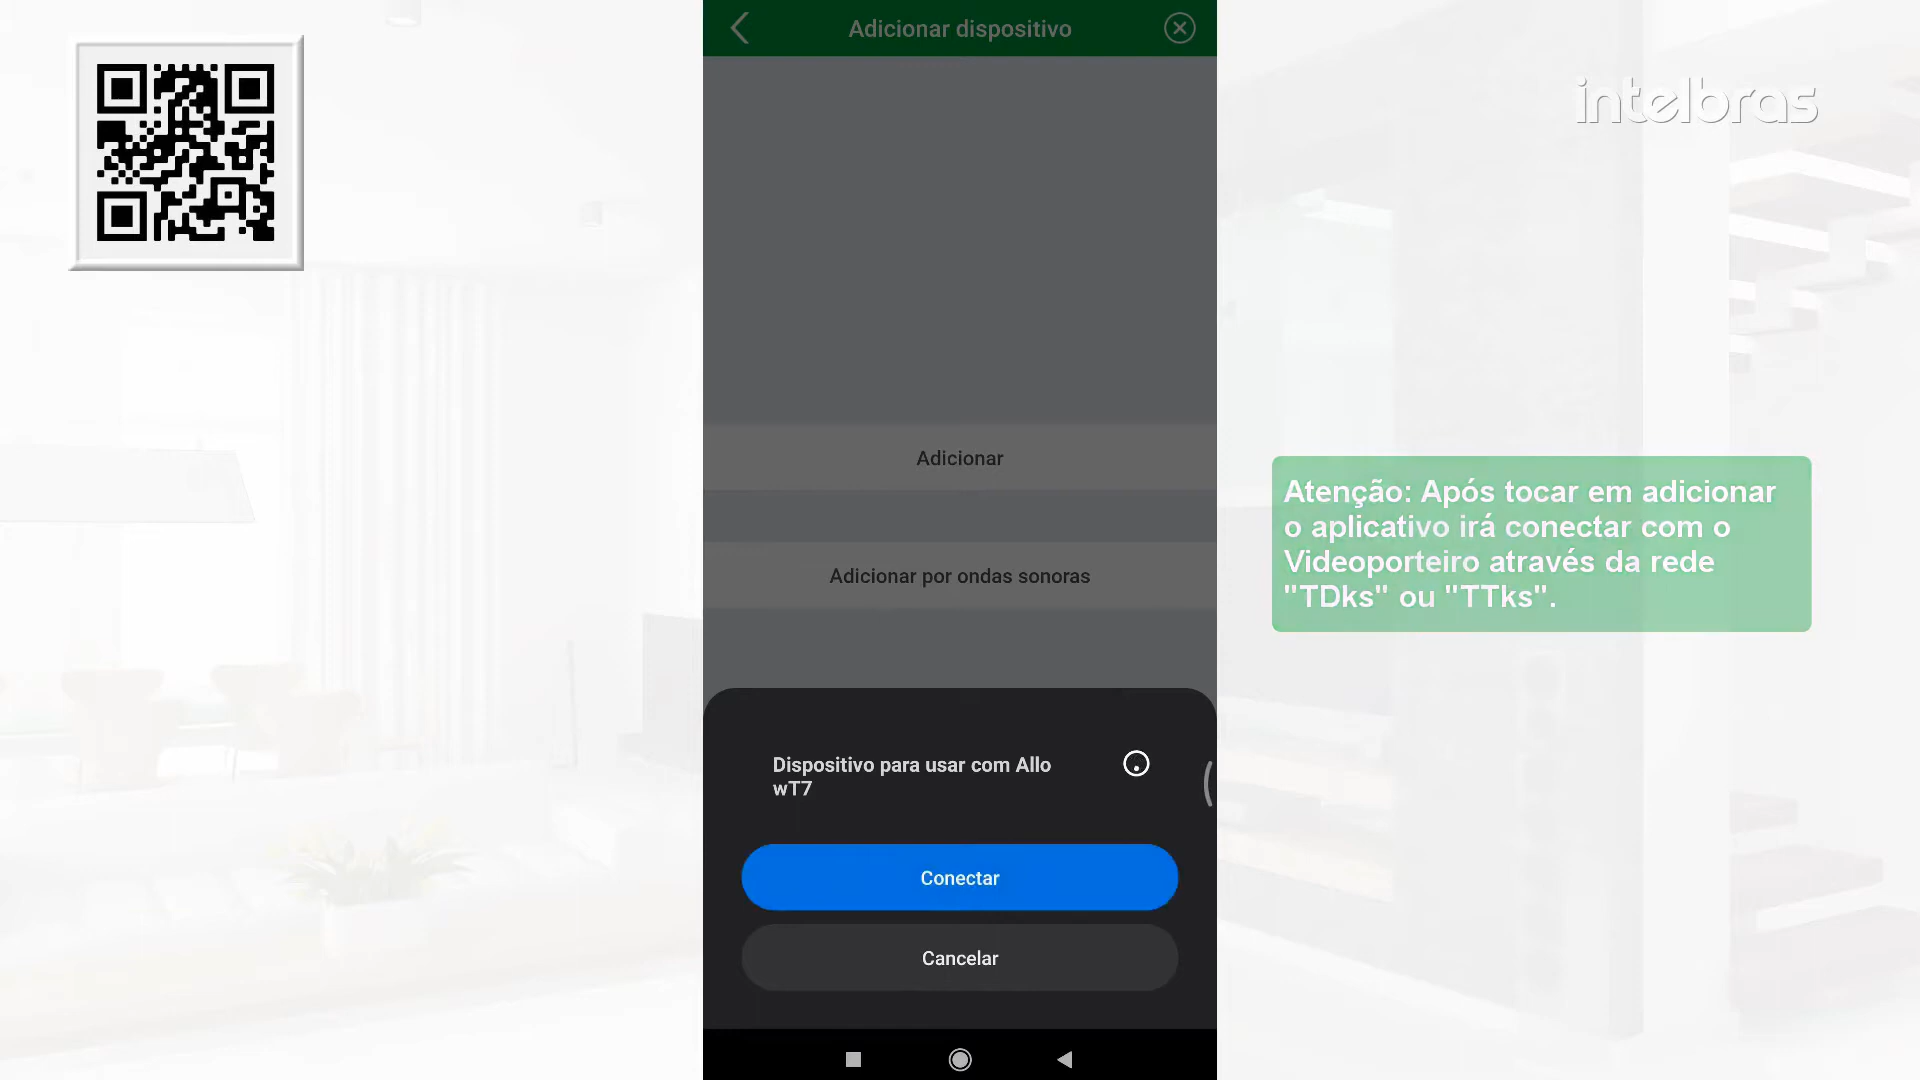 Adicionar dispositivo
intelbras
Adicionar
Adicionar por ondas sonoras
Atenção: Após tocar em adicionar
o aplicativo irá conectar com o
Videoporteiro através da rede
"TDks" ou "TTks".
Dispositivo para usar com Allo
wT7
Conectar
Cancelar